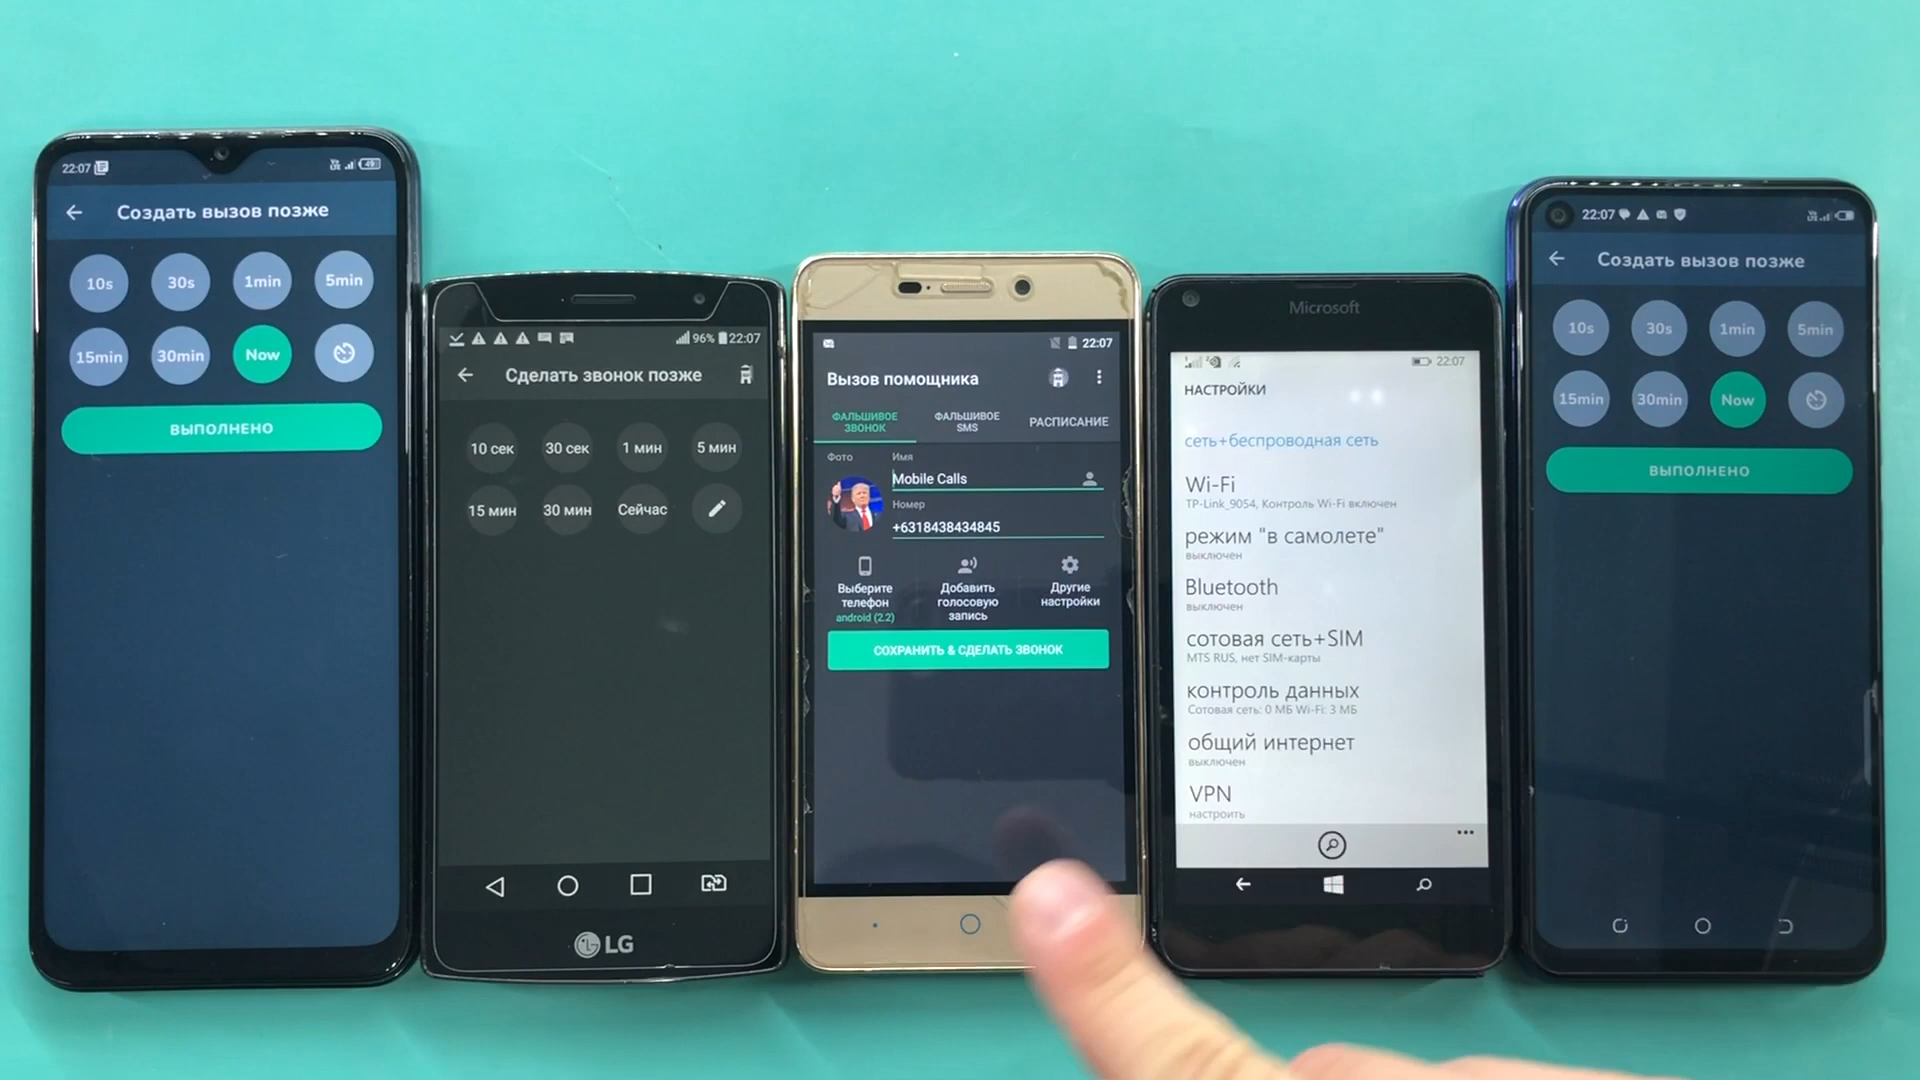 22:07
49
Создать вызов позже
10s 30s 1min 5min
15min 30min Now
ВЫПОЛНЕНО
96% 22:07
Сделать звонок позже
10 сек 30 сек 1 мин 5 мин
15 мин 30 мин Сейчас
LG
22:07
Вызов помощника
ФАЛЬШИВОЕ ЗВОНОК
ФАЛЬШИВОЕ SMS
РАСПИСАНИЕ
Фото
Имя
Mobile Calls
Номер
+6318438434845
Выберите телефон
android (2.2)
Добавить голосовую запись
Другие настройки
СОХРАНИТЬ & СДЕЛАТЬ ЗВОНОК
Microsoft
22:07
НАСТРОЙКИ
сеть+беспроводная сеть
Wi-Fi
TP-Link_9054, Контроль Wi-Fi включен
режим "в самолете"
выключен
Bluetooth
выключен
сотовая сеть+SIM
MTS RUS, нет SIM-карты
контроль данных
Сотовая сеть: 0 МБ Wi-Fi: 3 МБ
общий интернет
выключен
VPN
настроить
22:07
Создать вызов позже
10s 30s 1min 5min
15min 30min Now
ВЫПОЛНЕНО